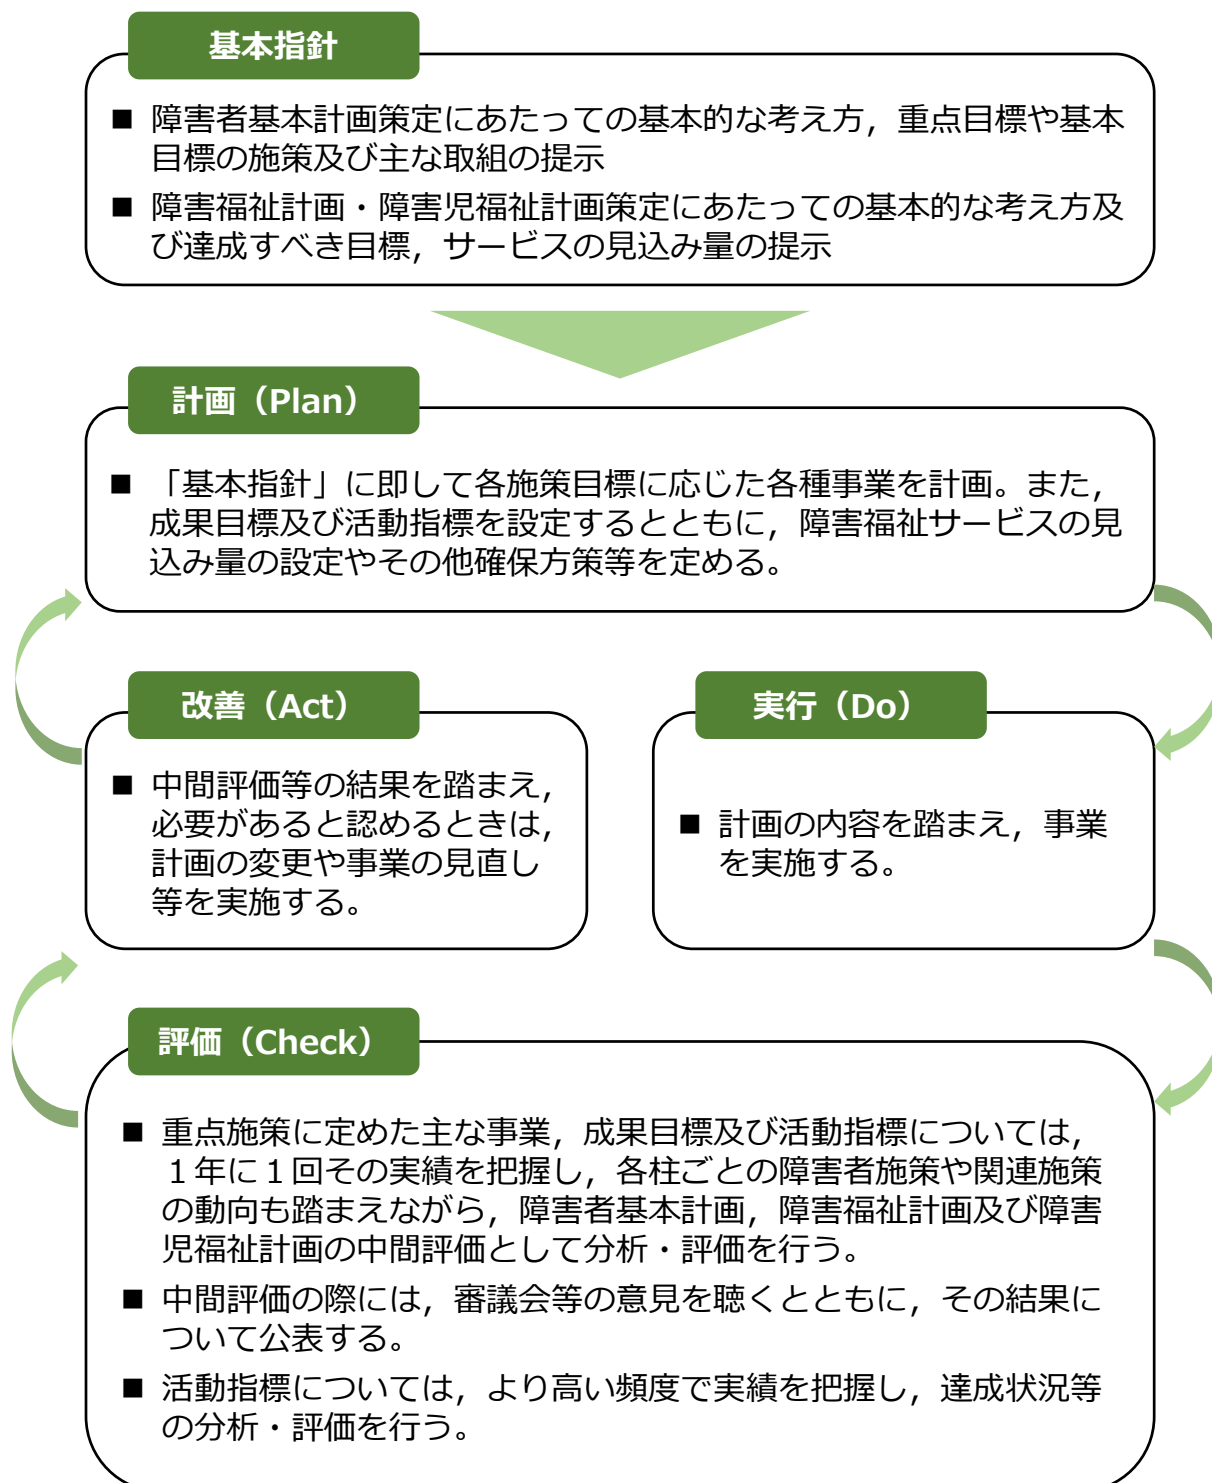 基本指針
■ 障害者基本計画策定にあたっての基本的な考え方，重点目標や基本
目標の施策及び主な取組の提示
■ 障害福祉計画・障害児福祉計画策定にあたっての基本的な考え方及
び達成すべき目標，サービスの見込み量の提示
計画（Plan）
■ 「基本指針」に即して各施策目標に応じた各種事業を計画。また，
成果目標及び活動指標を設定するとともに，障害福祉サービスの見
込み量の設定やその他確保方策等を定める。
改善（Act）
■ 中間評価等の結果を踏まえ，
必要があると認めるときは，
計画の変更や事業の見直し
等を実施する。
実行（Do）
■ 計画の内容を踏まえ，事業
を実施する。
評価（Check）
■ 重点施策に定めた主な事業，成果目標及び活動指標については，
１年に１回その実績を把握し，各柱ごとの障害者施策や関連施策
の動向も踏まえながら，障害者基本計画，障害福祉計画及び障害
児福祉計画の中間評価として分析・評価を行う。
■ 中間評価の際には，審議会等の意見を聴くとともに，その結果に
ついて公表する。
■ 活動指標については，より高い頻度で実績を把握し，達成状況等
の分析・評価を行う。